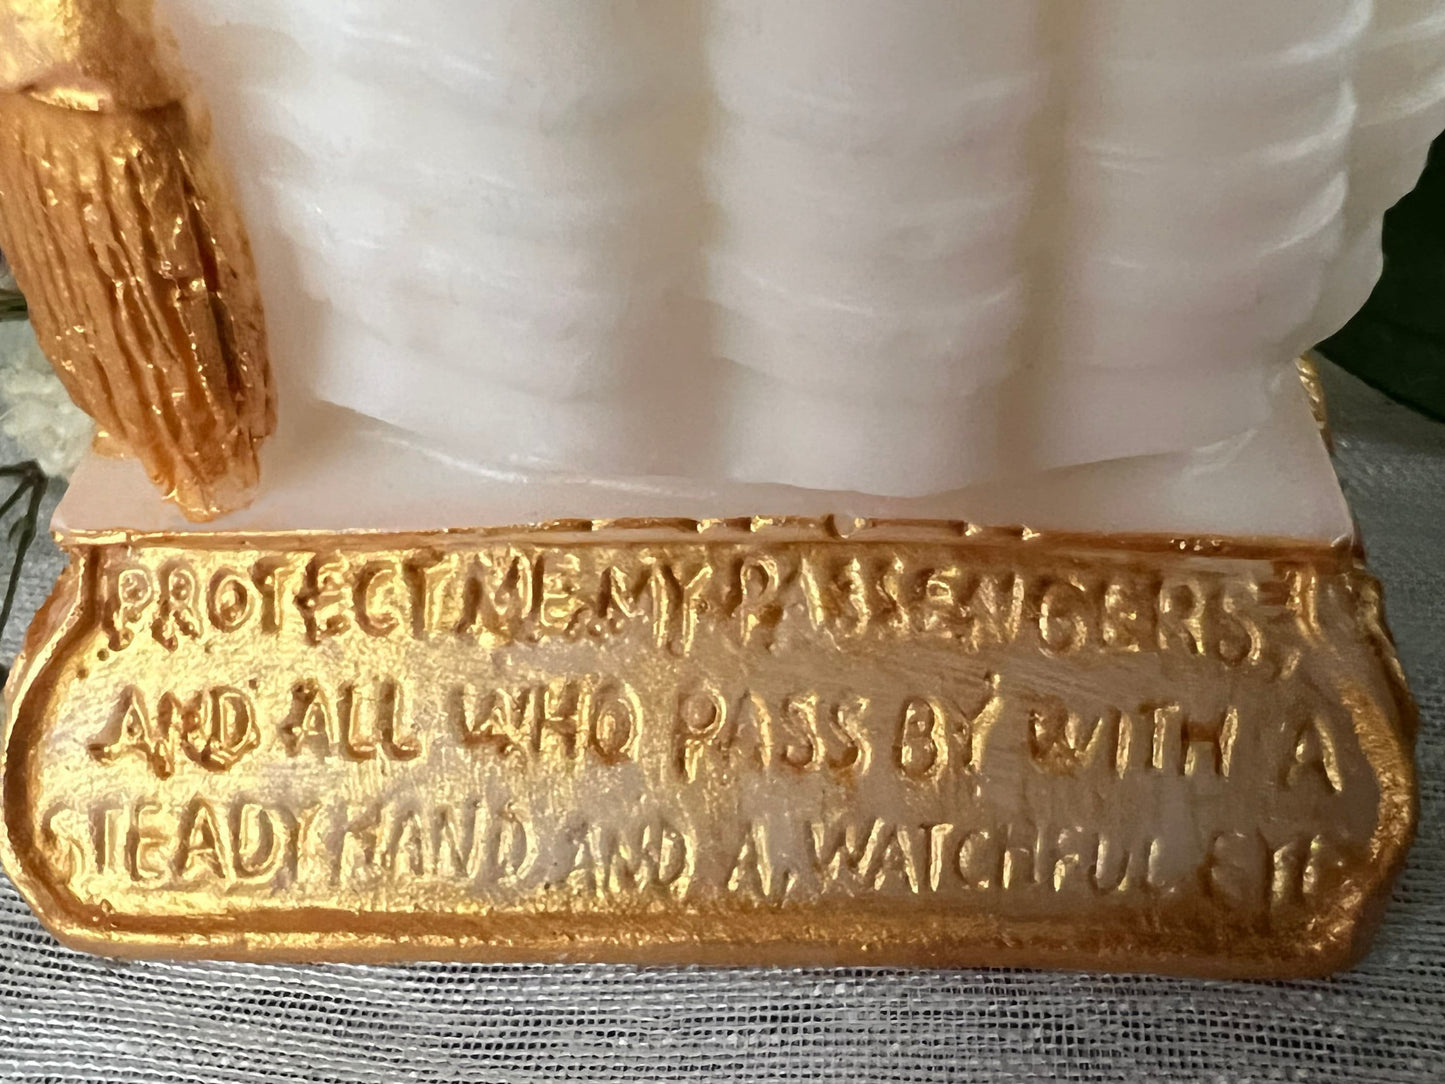 PROTECT ME, MY PASSENGERS,
AND ALL WHO PASS BY WITH A
STEADY HAND AND A WATCHFUL EYE